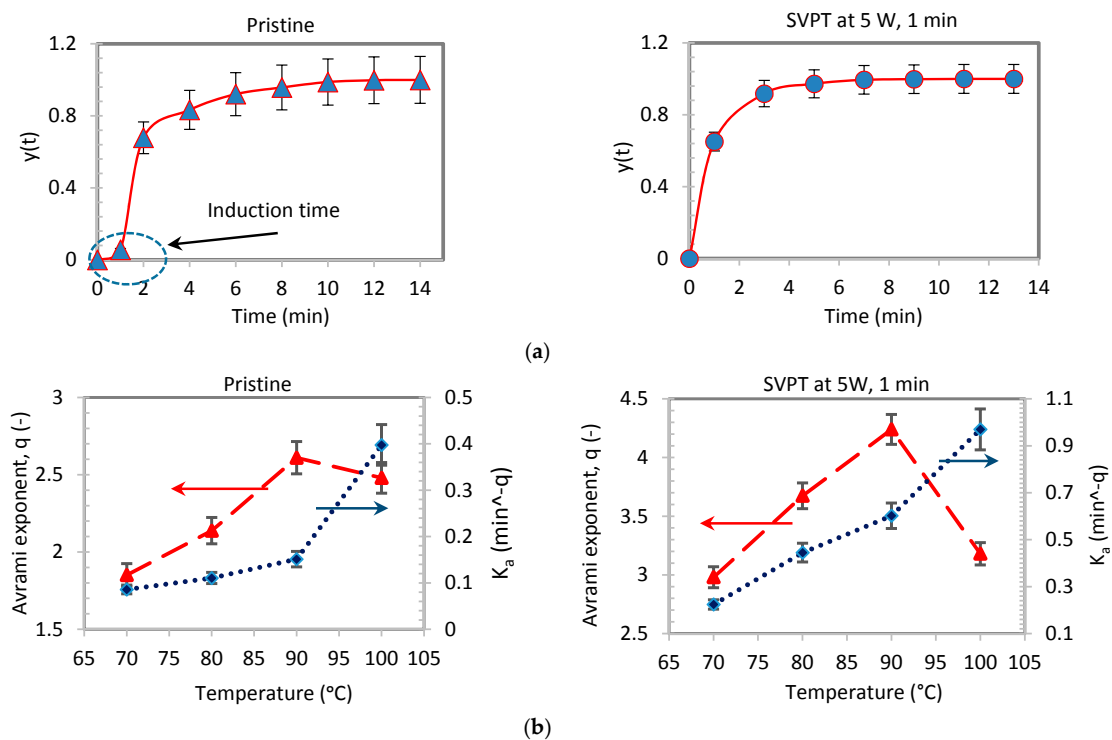 Pristine
1.2
0.8
0.4
0
y(t)
Induction time
0 2 4 6 8 10 12 14
Time (min)
SVPT at 5 W, 1 min
1.2
0.8
0.4
0
y(t)
0 2 4 6 8 10 12 14
Time (min)
(a)
Pristine
3
2.5
2
1.5
Avrami exponent, q (-)
0.5
0.4
0.3
0.2
0.1
0
Ka (min^-q)
65 70 75 80 85 90 95 100 105
Temperature (°C)
SVPT at 5W, 1 min
4.5
4
3.5
3
2.5
Avrami exponent, q (-)
1.1
0.9
0.7
0.5
0.3
0.1
Ka (min^-q)
65 70 75 80 85 90 95 100 105
Temperature (°C)
(b)